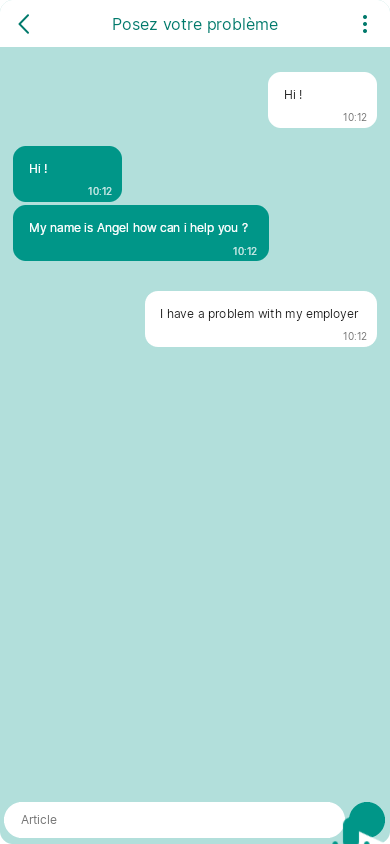 Posez votre problème
Hi !
10:12
Hi !
10:12
My name is Angel how can i help you ?
10:12
I have a problem with my employer
10:12
Article